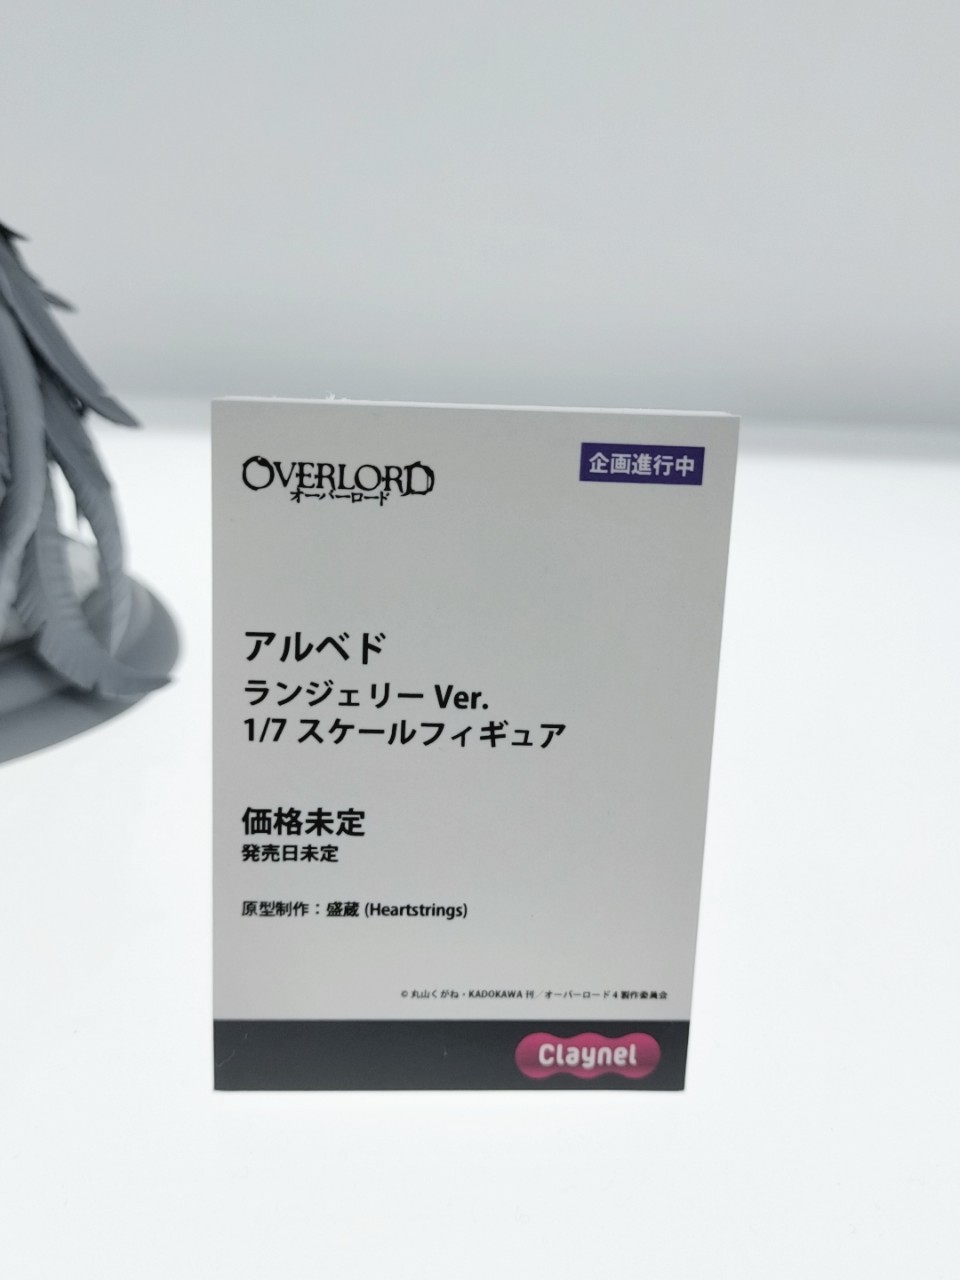 OVERLORD
オーバーロード
企画進行中
アルベド
ランジェリー Ver.
1/7 スケールフィギュア
価格未定
発売日未定
原型制作：盛蔵 (Heartstrings)
© 丸山くがね・KADOKAWA 刊／オーバーロード4製作委員会
Claynel